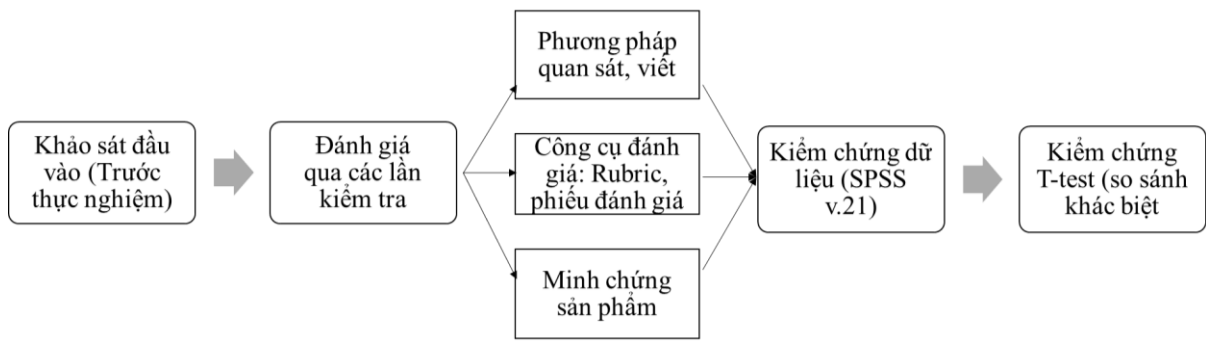 Khảo sát đầu
vào (Trước
thực nghiệm)
Đánh giá
qua các lần
kiểm tra
Phương pháp
quan sát, viết
Công cụ đánh
giá: Rubric,
phiếu đánh giá
Minh chứng
sản phẩm
Kiểm chứng dữ
liệu (SPSS
v.21)
Kiểm chứng
T-test (so sánh
khác biệt